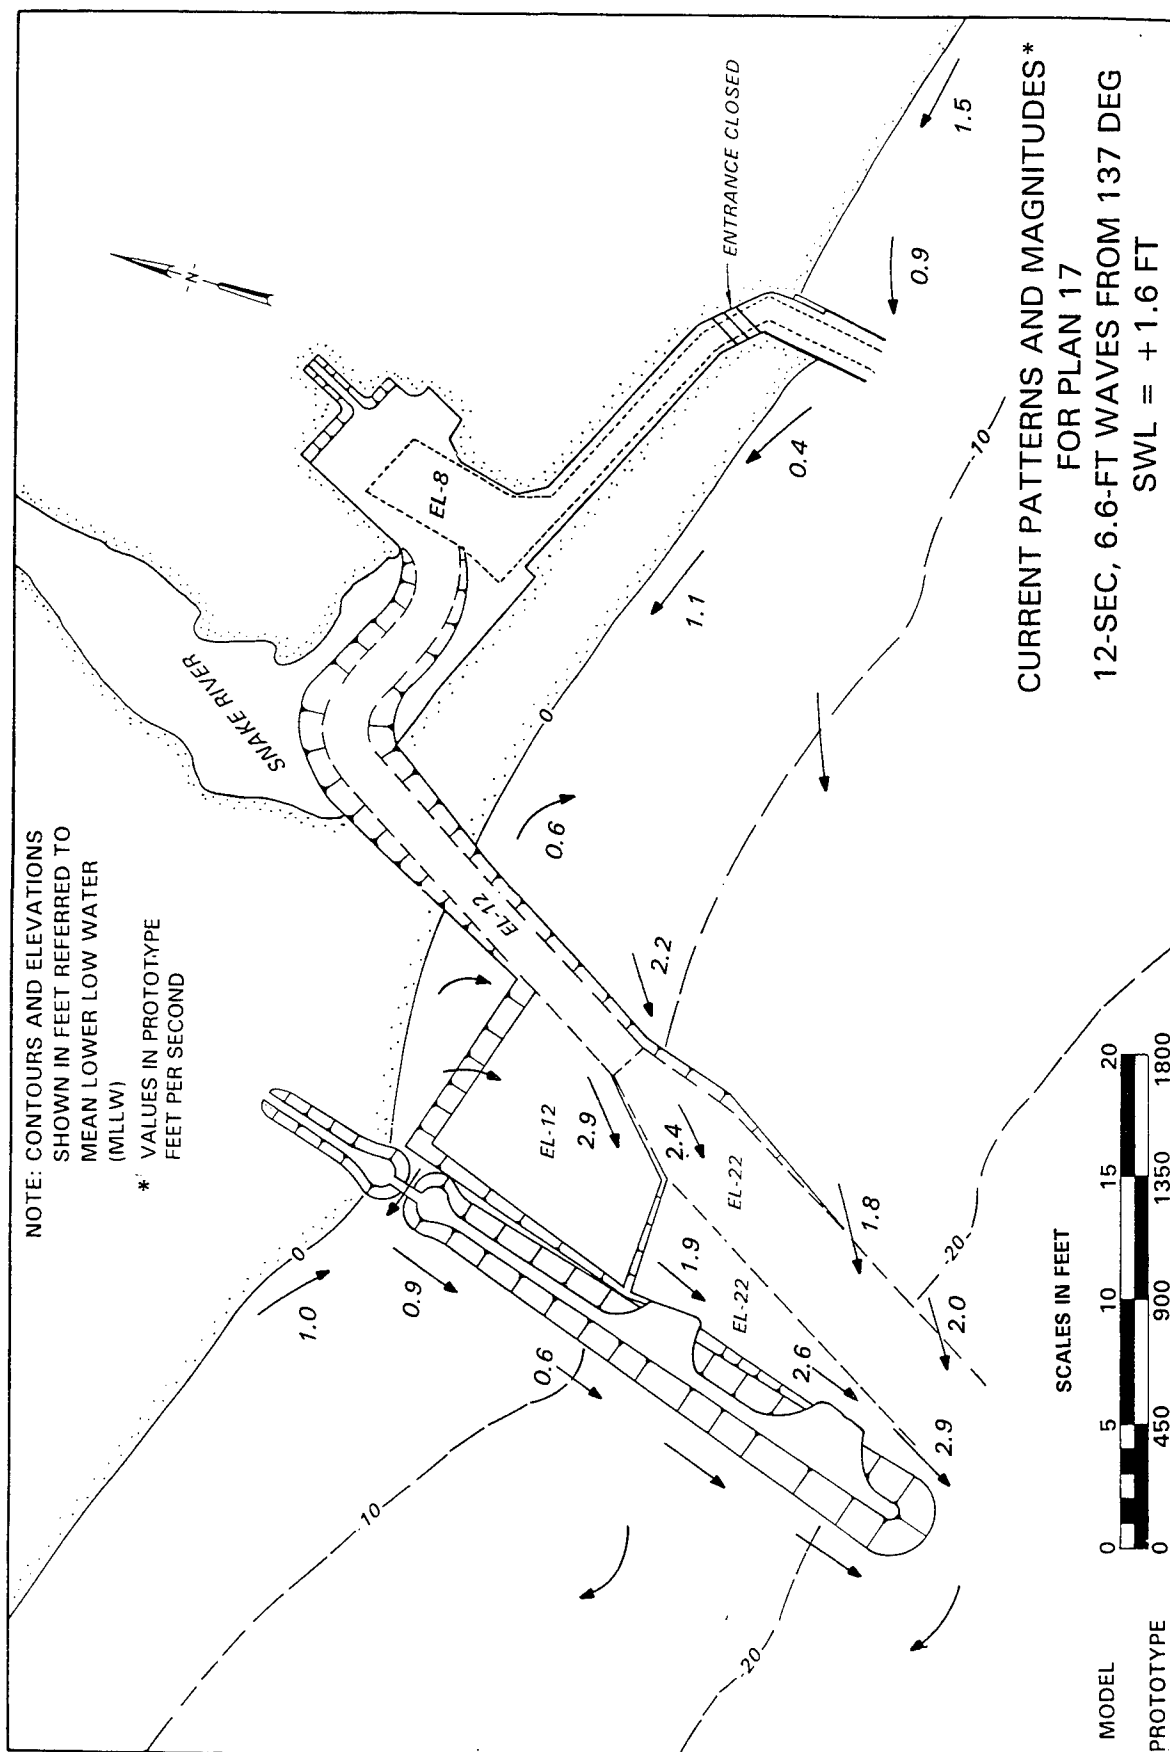 NOTE: CONTOURS AND ELEVATIONS
SHOWN IN FEET REFERRED TO
MEAN LOWER LOW WATER
(MLLW)
* VALUES IN PROTOTYPE
FEET PER SECOND
SNAKE RIVER
N
EL-8
ENTRANCE CLOSED
EL-12
EL-12
EL-22
EL-22
0
0
-10
-10
-20
-20
1.0
0.9
0.6
2.9
2.4
1.9
2.6
2.9
2.0
1.8
2.2
0.6
1.1
0.4
0.9
1.5
SCALES IN FEET
MODEL 0 5 10 15 20
PROTOTYPE 0 450 900 1350 1800
CURRENT PATTERNS AND MAGNITUDES*
FOR PLAN 17
12-SEC, 6.6-FT WAVES FROM 137 DEG
SWL = +1.6 FT